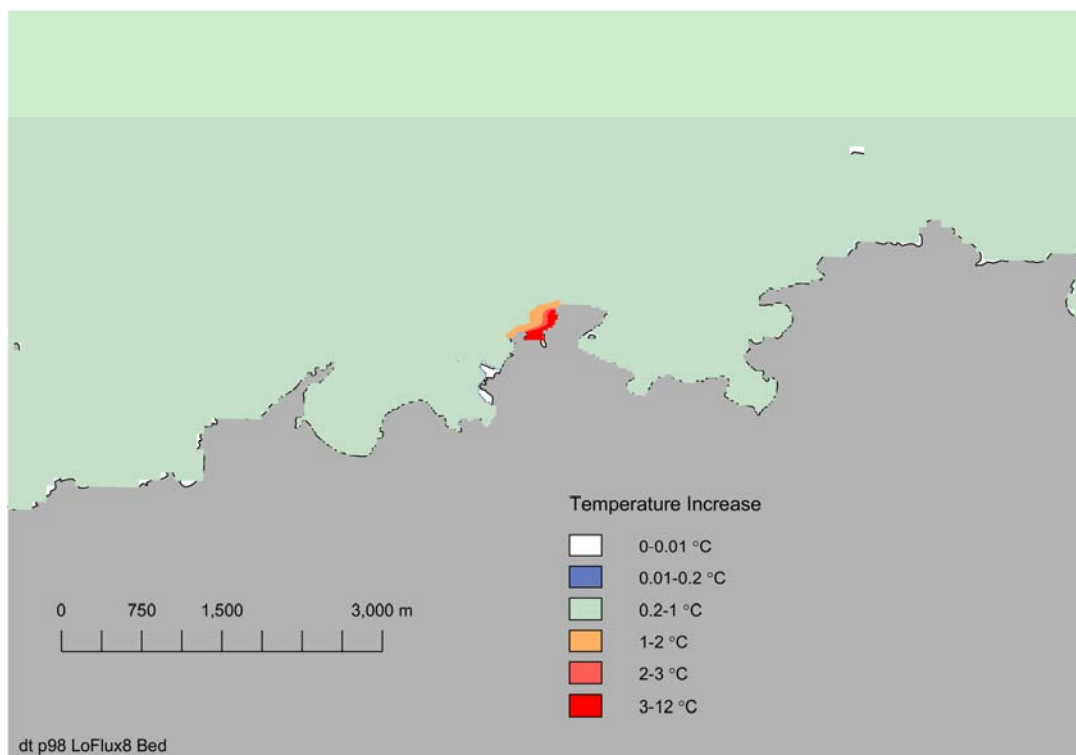 Temperature Increase
0-0.01 °C
0.01-0.2 °C
0.2-1 °C
1-2 °C
2-3 °C
3-12 °C
0 750 1,500 3,000 m
dt p98 LoFlux8 Bed